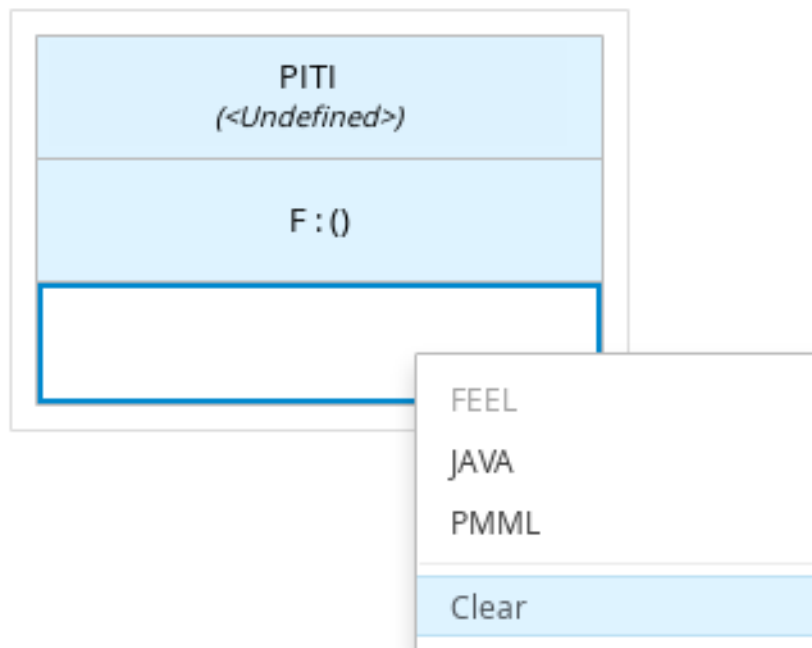 PITI
(<Undefined>)
F : ()
FEEL
JAVA
PMML
Clear